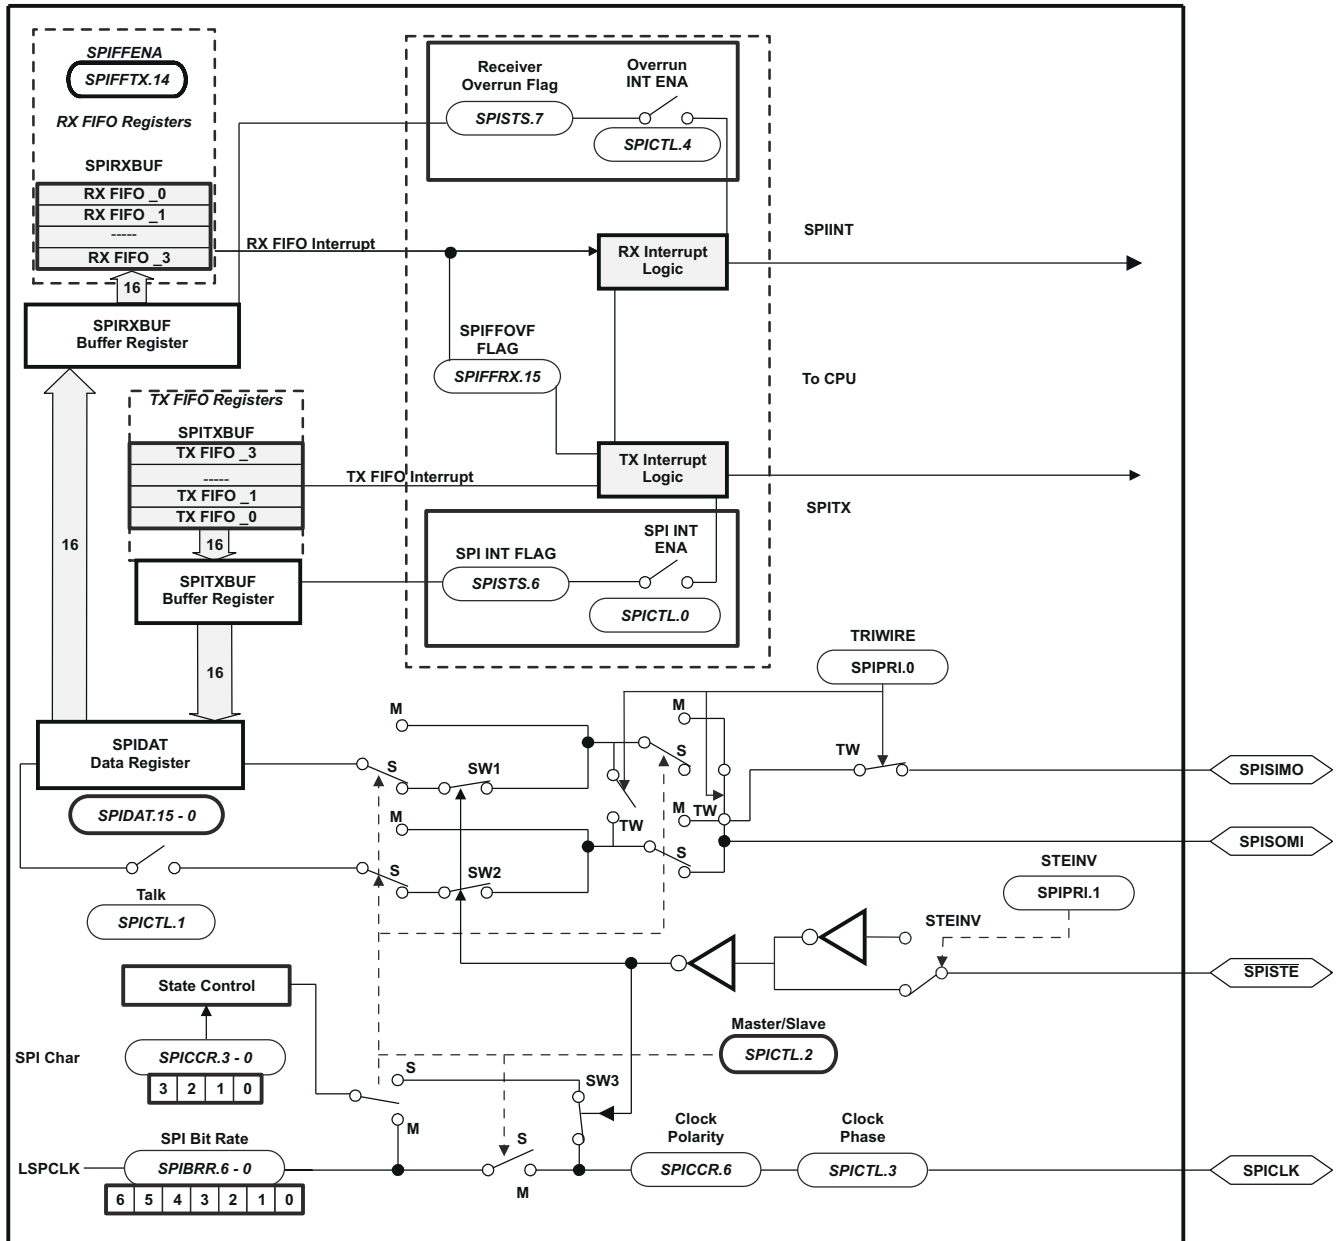 SPIFFENA
SPIFFTX.14
RX FIFO Registers
SPIRXBUF
RX FIFO _0
RX FIFO _1
-----
RX FIFO _3
16
SPIRXBUF
Buffer Register
RX FIFO Interrupt
Receiver
Overrun Flag
SPISTS.7
Overrun
INT ENA
SPICTL.4
RX Interrupt
Logic
SPIINT
SPIFFOVF
FLAG
SPIFFRX.15
To CPU
TX FIFO Registers
SPITXBUF
TX FIFO _3
-----
TX FIFO _1
TX FIFO _0
16
16
SPITXBUF
Buffer Register
16
TX FIFO Interrupt
TX Interrupt
Logic
SPITX
SPI INT FLAG
SPISTS.6
SPI INT
ENA
SPICTL.0
TRIWIRE
SPIPRI.0
SPIDAT
Data Register
SPIDAT.15 - 0
M
S
SW1
M
S
SW2
TW
M
S
M
TW
S
TW
SPISIMO
SPISOMI
Talk
SPICTL.1
STEINV
SPIPRI.1
STEINV
SPISTE
State Control
SPI Char
SPICCR.3 - 0
3 2 1 0
Master/Slave
SPICTL.2
S
M
SW3
S
M
LSPCLK
SPI Bit Rate
SPIBRR.6 - 0
6 5 4 3 2 1 0
Clock
Polarity
SPICCR.6
Clock
Phase
SPICTL.3
SPICLK